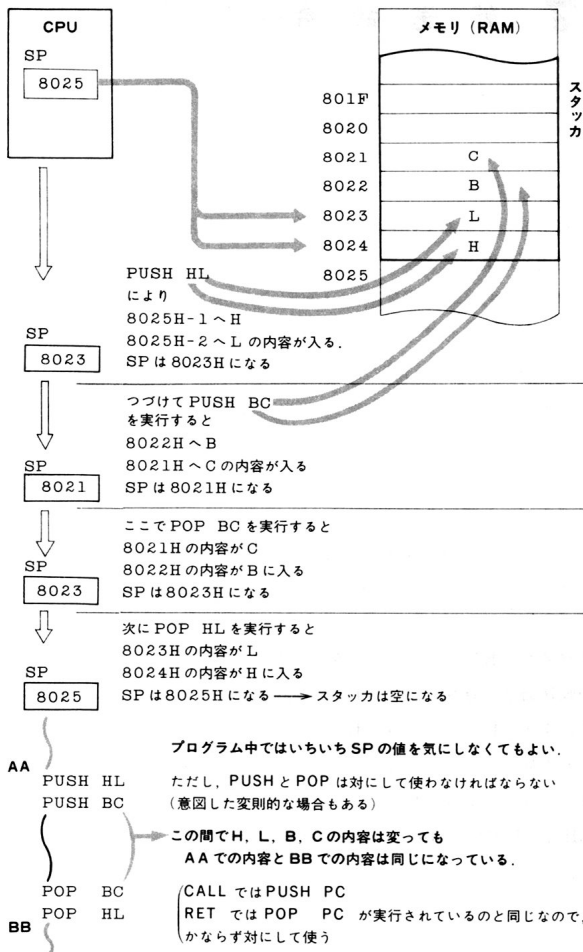 CPU
SP
8025
メモリ (RAM)
スタッカ
801F
8020
8021 C
8022 B
8023 L
8024 H
8025
PUSH HL
により
8025H-1へH
8025H-2へLの内容が入る.
SPは8023Hになる
SP
8023
つづけてPUSH BC
を実行すると
8022HへB
8021HへCの内容が入る
SPは8021Hになる
SP
8021
ここでPOP BCを実行すると
8021Hの内容がC
8022Hの内容がBに入る
SPは8023Hになる
SP
8023
次にPOP HLを実行すると
8023Hの内容がL
8024Hの内容がHに入る
SPは8025Hになる → スタッカは空になる
SP
8025
プログラム中ではいちいちSPの値を気にしなくてもよい.
AA
PUSH HL ただし, PUSHとPOPは対にして使わなければならない
PUSH BC (意図した変則的な場合もある)
この間でH, L, B, Cの内容は変っても
AAでの内容とBBでの内容は同じになっている.
POP BC CALLではPUSH PC
BB POP HL RET ではPOP PC が実行されているのと同じなので,
かならず対にして使う